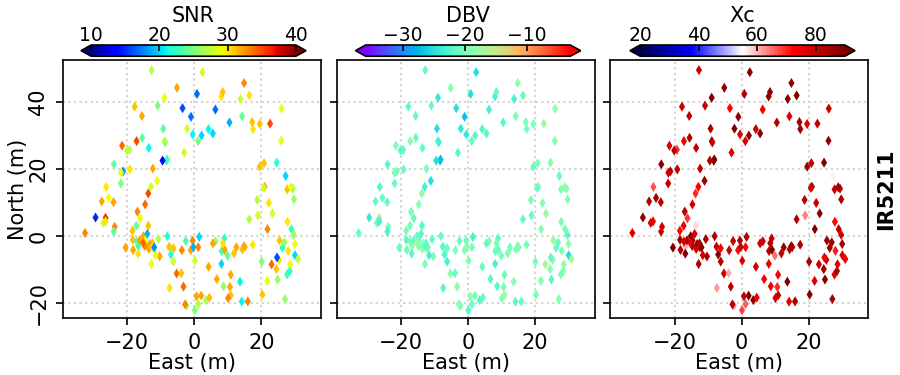 SNR DBV Xc
10 20 30 40 −30 −20 −10 20 40 60 80
40
20
0
−20
North (m)
IR5211
−20 0 20 −20 0 20 −20 0 20
East (m) East (m) East (m)